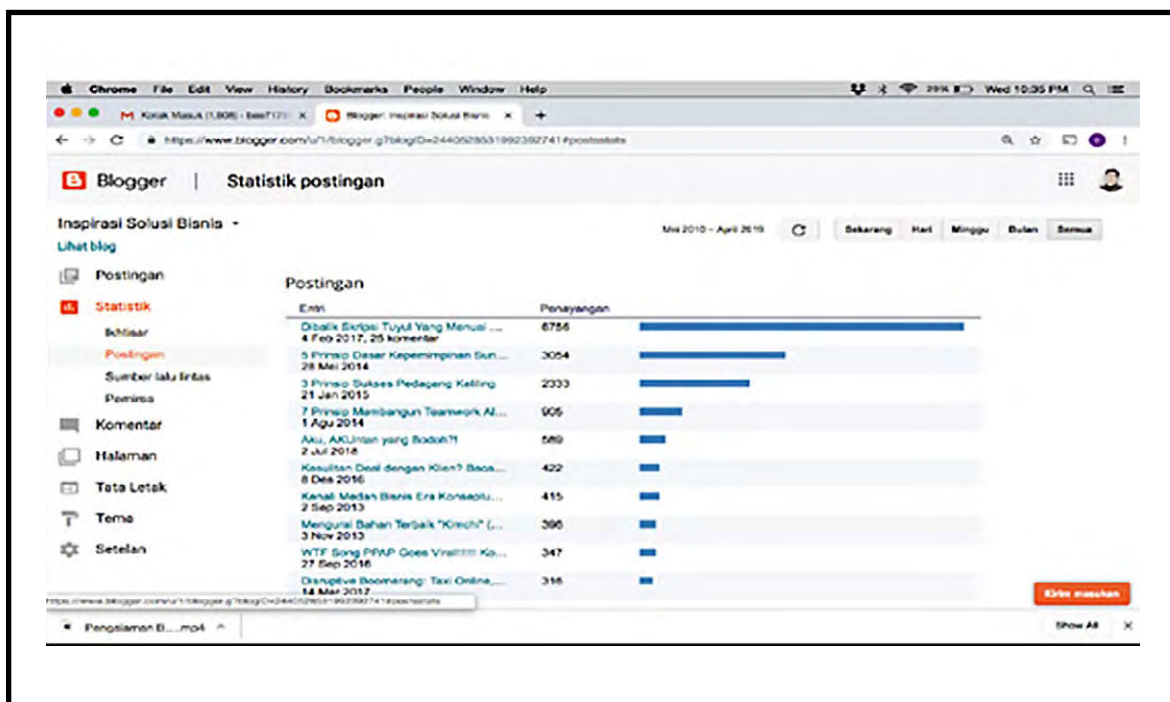 Chrome File Edit View History Bookmarks People Window Help
Wed 10:35 PM
Kotak Masuk (1,808)
Blogger: Inspirasi Solusi Bisnis
Blogger | Statistik postingan
Inspirasi Solusi Bisnis
Mei 2010 – April 2019 Sekarang Hari Minggu Bulan Semua
Lihat blog
Postingan
Statistik
Ikhtisar
Postingan
Sumber lalu lintas
Pemirsa
Komentar
Halaman
Tata Letak
Tema
Setelan
Postingan
Entri Penayangan
Dibalik Skripsi Tuyul Yang Menuai ... 6756
4 Feb 2017, 25 komentar
5 Prinsip Dasar Kepemimpinan Sun... 3054
28 Mei 2014
3 Prinsip Sukses Pedagang Keliling 2333
21 Jan 2015
7 Prinsip Membangun Teamwork Al... 905
1 Agu 2014
Aku, AKUntan yang Bodoh?! 589
2 Jul 2018
Kesulitan Deal dengan Klien? Baca... 422
8 Des 2016
Kenali Medan Bisnis Era Konseptu... 415
2 Sep 2013
Mengurai Bahan Terbaik "Kimchi" (... 396
3 Nov 2013
WTF Song PPAP Goes Viral!!!!! Ko... 347
27 Sep 2016
Disruptive Boomerang: Taxi Online,... 316
14 Mar 2017
Kirim masukan
Pengalaman B....mp4
Show All